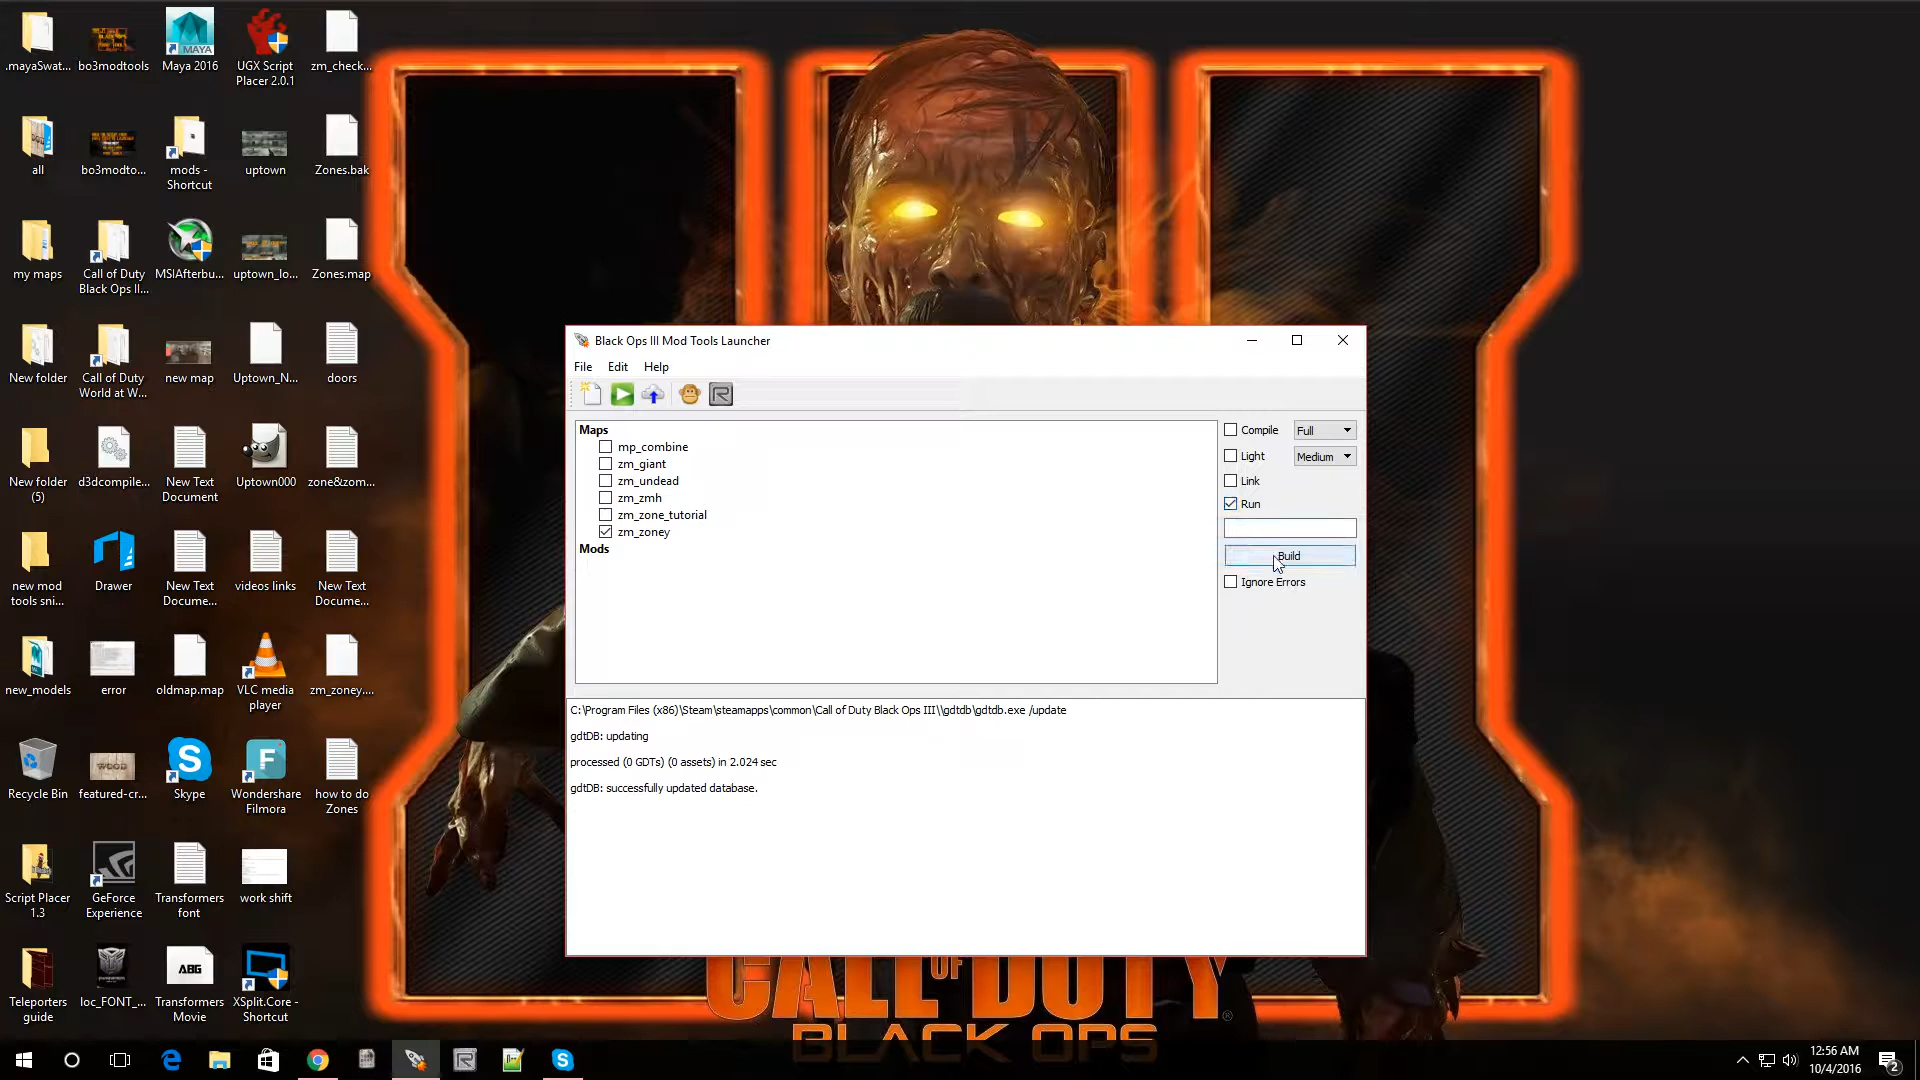 .mayaSwat...
bo3modtools
Maya 2016
UGX Script
Placer 2.0.1
zm_check...
all
bo3modto...
mods -
Shortcut
uptown
Zones.bak
my maps
Call of Duty
Black Ops II...
MSIAfterbu...
uptown_lo...
Zones.map
New folder
Call of Duty
World at W...
new map
Uptown_N...
doors
New folder
(5)
d3dcompile...
New Text
Document
Uptown000
zone&zom...
new mod
tools sni...
Drawer
New Text
Docume...
videos links
New Text
Docume...
new_models
error
oldmap.map
VLC media
player
zm_zoney....
Recycle Bin
featured-cr...
Skype
Wondershare
Filmora
how to do
Zones
Script Placer
1.3
GeForce
Experience
Transformers
font
work shift
Teleporters
guide
loc_FONT_...
Transformers
Movie
XSplit.Core -
Shortcut
MAYA
WOOD
ABG
Black Ops III Mod Tools Launcher
File Edit Help
Maps
mp_combine
zm_giant
zm_undead
zm_zmh
zm_zone_tutorial
zm_zoney
Mods
Compile Full
Light Medium
Link
Run
Build
Ignore Errors
C:\Program Files (x86)\Steam\steamapps\common\Call of Duty Black Ops III\\gdtdb\gdtdb.exe /update
gdtDB: updating
processed (0 GDTs) (0 assets) in 2.024 sec
gdtDB: successfully updated database.
CALL OF DUTY
BLACK OPS
12:56 AM
10/4/2016
2